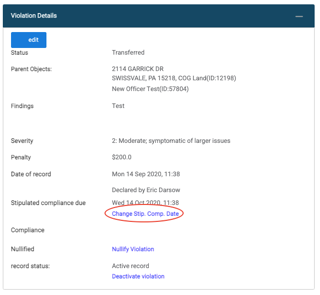 Violation Details
edit
Status Transferred
Parent Objects: 2114 GARRICK DR
SWISSVALE, PA 15218, COG Land(ID:12198)
New Officer Test(ID:57804)
Findings Test
Severity 2: Moderate; symptomatic of larger issues
Penalty $200.0
Date of record Mon 14 Sep 2020, 11:38
Declared by Eric Darsow
Stipulated compliance due Wed 14 Oct 2020, 11:38
Change Stip. Comp. Date
Compliance
Nullified Nullify Violation
record status: Active record
Deactivate violation